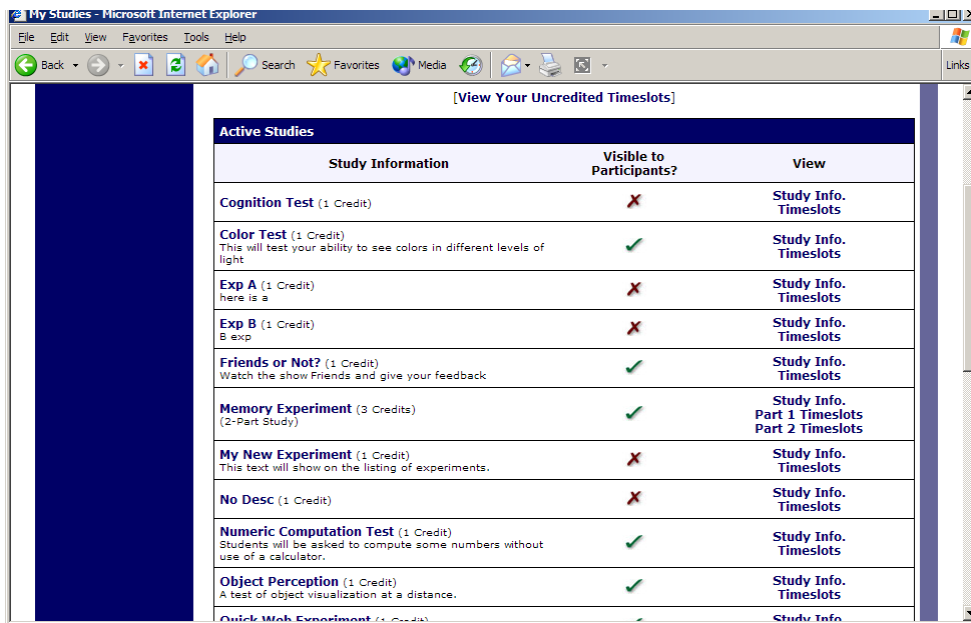 My Studies - Microsoft Internet Explorer
File Edit View Favorites Tools Help
Back Search Favorites Media Links
[View Your Uncredited Timeslots]
Active Studies
Study Information Visible to Participants? View
Cognition Test (1 Credit) Study Info.
Timeslots
Color Test (1 Credit) Study Info.
This will test your ability to see colors in different levels of Timeslots
light
Exp A (1 Credit) Study Info.
here is a Timeslots
Exp B (1 Credit) Study Info.
B exp Timeslots
Friends or Not? (1 Credit) Study Info.
Watch the show Friends and give your feedback Timeslots
Memory Experiment (3 Credits) Study Info.
(2-Part Study) Part 1 Timeslots
Part 2 Timeslots
My New Experiment (1 Credit) Study Info.
This text will show on the listing of experiments. Timeslots
No Desc (1 Credit) Study Info.
Timeslots
Numeric Computation Test (1 Credit) Study Info.
Students will be asked to compute some numbers without Timeslots
use of a calculator.
Object Perception (1 Credit) Study Info.
A test of object visualization at a distance. Timeslots
Quick Web Experiment (1 Credit) Study Info.